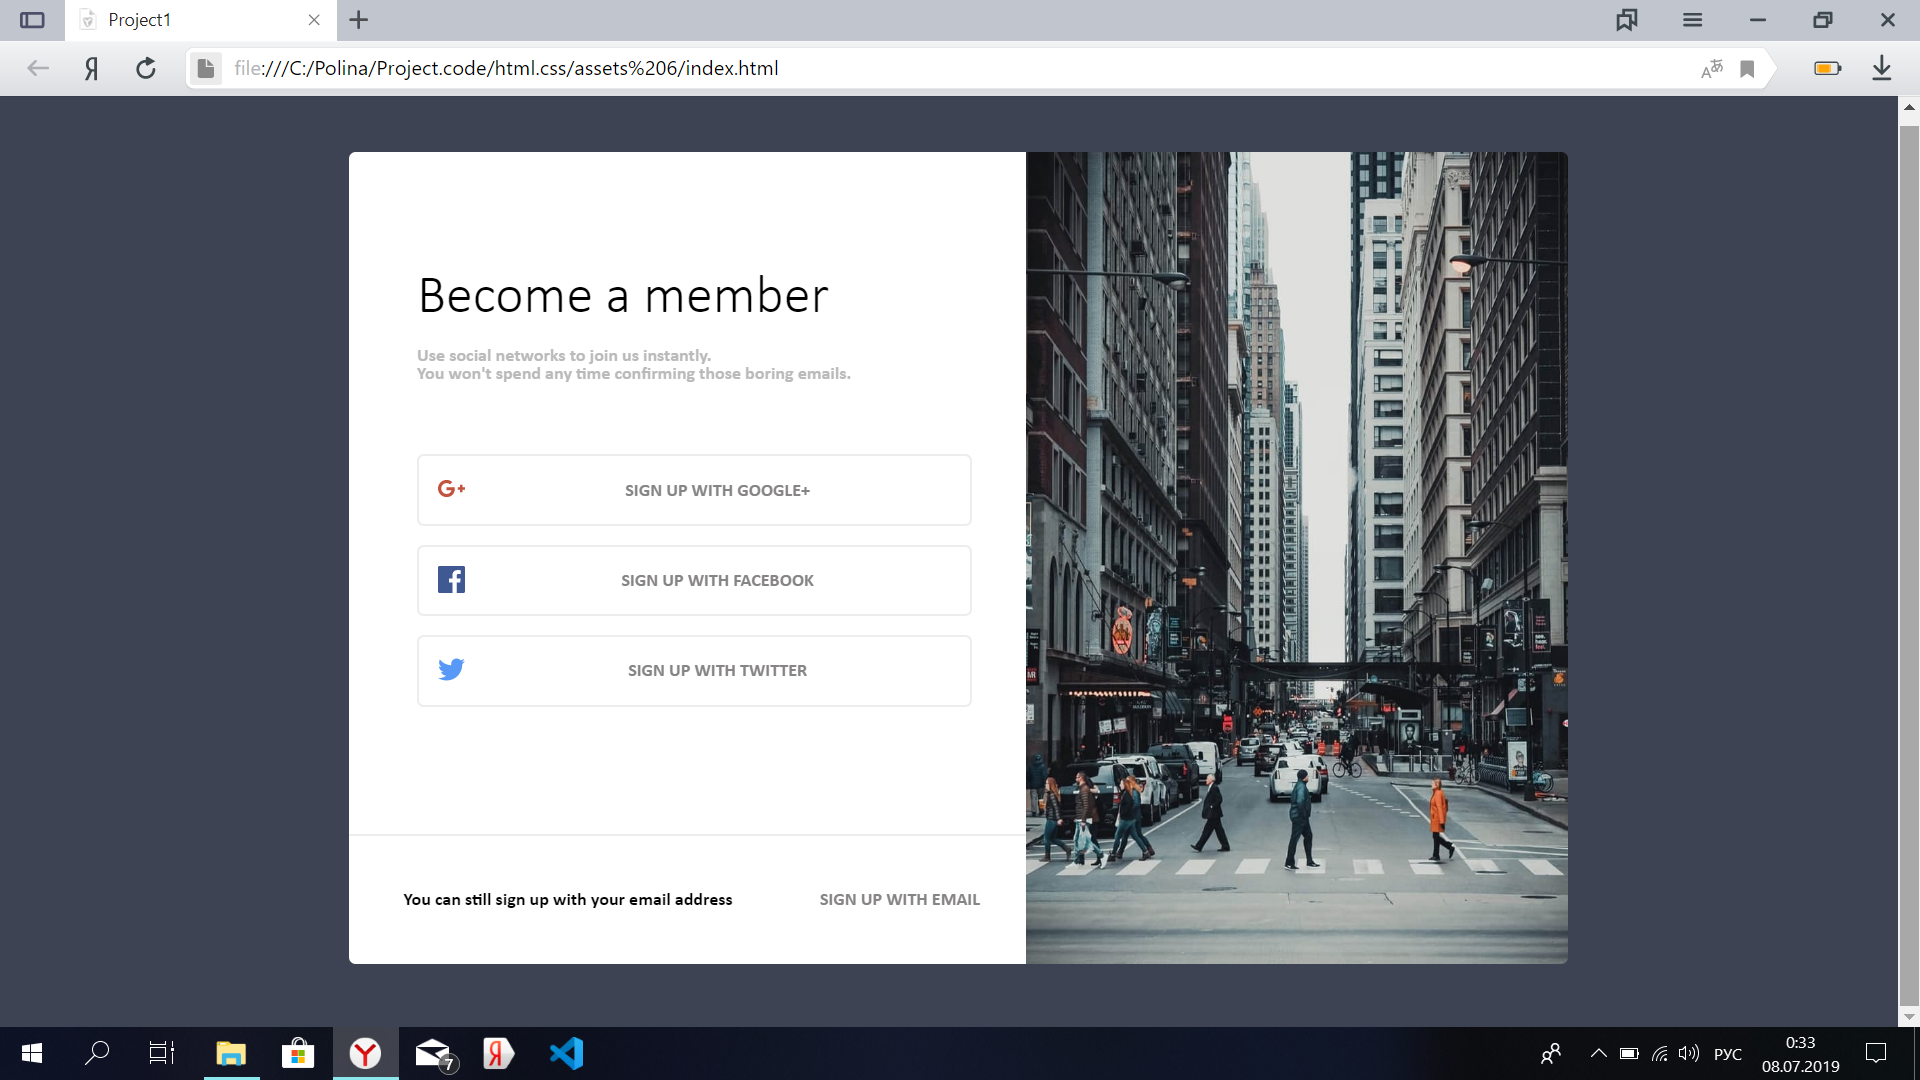 Project1
file:///C:/Polina/Project.code/html.css/assets%206/index.html
Become a member
Use social networks to join us instantly.
You won't spend any time confirming those boring emails.
G+ SIGN UP WITH GOOGLE+
SIGN UP WITH FACEBOOK
SIGN UP WITH TWITTER
You can still sign up with your email address
SIGN UP WITH EMAIL
7
РУС
0:33
08.07.2019